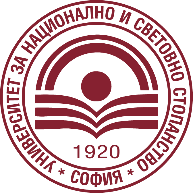 УНИВЕРСИТЕТ ЗА НАЦИОНАЛНО И СВЕТОВНО СТОПАНСТВО
1920
* СОФИЯ *